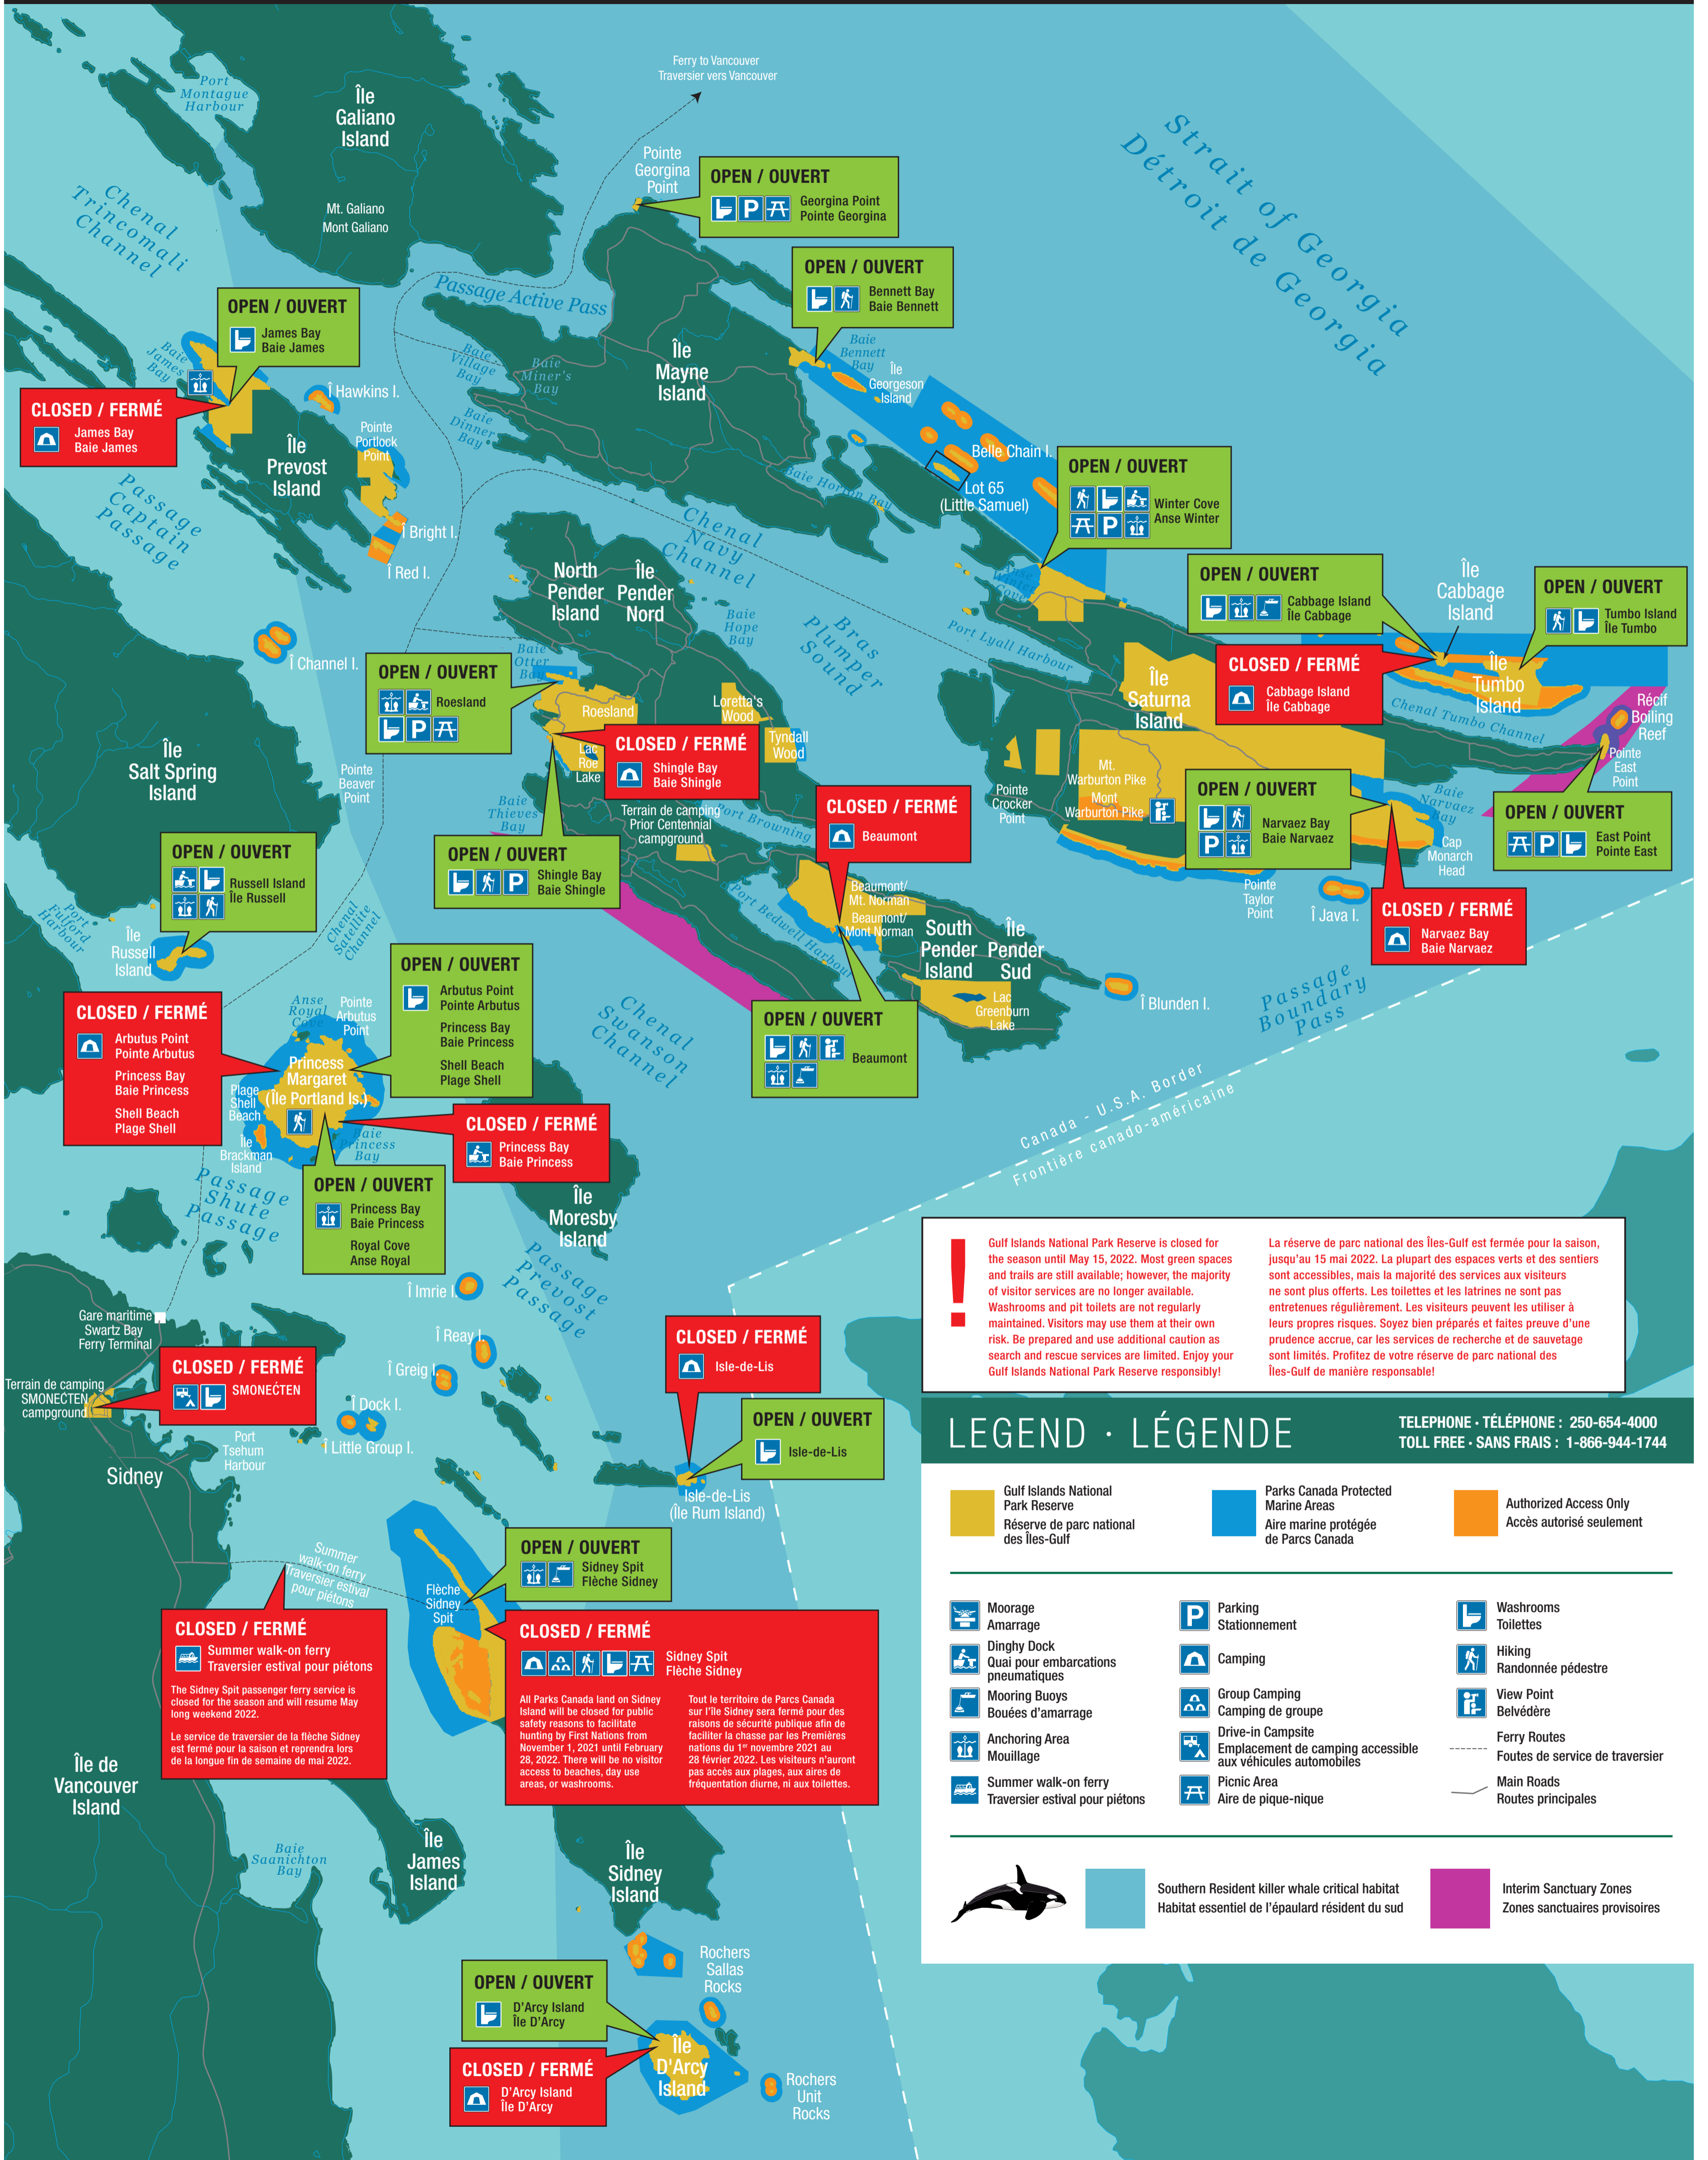 Ferry to Vancouver
Traversier vers Vancouver
Port
Montague
Harbour
Île
Galiano
Island
Mt. Galiano
Mont Galiano
Chenal
Trincomali
Channel
Strait of Georgia
Détroit de Georgia
Pointe
Georgina
Point
OPEN / OUVERT
P
Georgina Point
Pointe Georgina
OPEN / OUVERT
Bennett Bay
Baie Bennett
Passage Active Pass
OPEN / OUVERT
James Bay
Baie James
Baie
James
Bay
CLOSED / FERMÉ
James Bay
Baie James
Î Hawkins I.
Pointe
Portlock
Point
Île
Prevost
Island
Î Bright I.
Î Red I.
Passage
Captain
Passage
Baie
Village
Bay
Baie
Miner's
Bay
Baie
Dinner
Bay
Île
Mayne
Island
Baie
Bennett
Bay
Île
Georgeson
Island
Belle Chain I.
Lot 65
(Little Samuel)
Baie Horton Bay
Chenal
Navy
Channel
OPEN / OUVERT
P
Winter Cove
Anse Winter
Anse
Winter
Cove
North
Pender
Island
Île
Pender
Nord
Baie
Hope
Bay
Bras
Plumper
Sound
Port Lyall Harbour
OPEN / OUVERT
Cabbage Island
Île Cabbage
Île
Cabbage
Island
OPEN / OUVERT
Tumbo Island
Île Tumbo
CLOSED / FERMÉ
Cabbage Island
Île Cabbage
Île
Tumbo
Island
Chenal Tumbo Channel
Récif
Boiling
Reef
Pointe
East
Point
Île
Saturna
Island
Î Channel I.
Baie
Otter
Bay
OPEN / OUVERT
Roesland
P
Roesland
Loretta's
Wood
Tyndall
Wood
Lac
Roe
Lake
CLOSED / FERMÉ
Shingle Bay
Baie Shingle
Île
Salt Spring
Island
Pointe
Beaver
Point
Baie
Thieves
Bay
Terrain de camping
Prior Centennial
campground
Port Browning
CLOSED / FERMÉ
Beaumont
Pointe
Crocker
Point
Mt.
Warburton Pike
Mont
Warburton Pike
OPEN / OUVERT
P
Narvaez Bay
Baie Narvaez
Baie
Narvaez
Bay
Cap
Monarch
Head
OPEN / OUVERT
P
East Point
Pointe East
OPEN / OUVERT
P
Shingle Bay
Baie Shingle
OPEN / OUVERT
Russell Island
Île Russell
Port
Fulford
Harbour
Île
Russell
Island
Chenal
Satellite
Channel
Port Bedwell Harbour
Beaumont/
Mt. Norman
Beaumont/
Mont Norman
South
Pender
Island
Île
Pender
Sud
Lac
Greenburn
Lake
Pointe
Taylor
Point
Î Java I.
CLOSED / FERMÉ
Narvaez Bay
Baie Narvaez
Î Blunden I.
Passage
Boundary
Pass
OPEN / OUVERT
Beaumont
Chenal
Swanson
Channel
Canada - U.S.A. Border
Frontière canado-américaine
CLOSED / FERMÉ
Arbutus Point
Pointe Arbutus
Princess Bay
Baie Princess
Shell Beach
Plage Shell
Anse
Royal
Cove
Pointe
Arbutus
Point
OPEN / OUVERT
Arbutus Point
Pointe Arbutus
Princess Bay
Baie Princess
Shell Beach
Plage Shell
Princess
Margaret
(Île Portland Is.)
Plage
Shell
Beach
Île
Brackman
Island
Baie
Princess
Bay
CLOSED / FERMÉ
Princess Bay
Baie Princess
OPEN / OUVERT
Princess Bay
Baie Princess
Royal Cove
Anse Royal
Passage
Shute
Passage
Île
Moresby
Island
Passage
Prevost
Passage
Î Imrie I.
Î Reay I.
Î Greig I.
Î Dock I.
Î Little Group I.
Gare maritime
Swartz Bay
Ferry Terminal
Terrain de camping
SMONEĆTEN
campground
CLOSED / FERMÉ
SMONEĆTEN
Port
Tsehum
Harbour
Sidney
CLOSED / FERMÉ
Isle-de-Lis
OPEN / OUVERT
Isle-de-Lis
Isle-de-Lis
(Île Rum Island)
Summer
walk-on ferry
Traversier estival
pour piétons
Flèche
Sidney
Spit
OPEN / OUVERT
Sidney Spit
Flèche Sidney
CLOSED / FERMÉ
Summer walk-on ferry
Traversier estival pour piétons
The Sidney Spit passenger ferry service is
closed for the season and will resume May
long weekend 2022.
Le service de traversier de la flèche Sidney
est fermé pour la saison et reprendra lors
de la longue fin de semaine de mai 2022.
CLOSED / FERMÉ
Sidney Spit
Flèche Sidney
All Parks Canada land on Sidney
Island will be closed for public
safety reasons to facilitate
hunting by First Nations from
November 1, 2021 until February
28, 2022. There will be no visitor
access to beaches, day use
areas, or washrooms.
Tout le territoire de Parcs Canada
sur l'île Sidney sera fermé pour des
raisons de sécurité publique afin de
faciliter la chasse par les Premières
nations du 1er novembre 2021 au
28 février 2022. Les visiteurs n'auront
pas accès aux plages, aux aires de
fréquentation diurne, ni aux toilettes.
Île de
Vancouver
Island
Baie
Saanichton
Bay
Île
James
Island
Île
Sidney
Island
Rochers
Sallas
Rocks
OPEN / OUVERT
D'Arcy Island
Île D'Arcy
CLOSED / FERMÉ
D'Arcy Island
Île D'Arcy
Île
D'Arcy
Island
Rochers
Unit
Rocks
!
Gulf Islands National Park Reserve is closed for
the season until May 15, 2022. Most green spaces
and trails are still available; however, the majority
of visitor services are no longer available.
Washrooms and pit toilets are not regularly
maintained. Visitors may use them at their own
risk. Be prepared and use additional caution as
search and rescue services are limited. Enjoy your
Gulf Islands National Park Reserve responsibly!
La réserve de parc national des Îles-Gulf est fermée pour la saison,
jusqu'au 15 mai 2022. La plupart des espaces verts et des sentiers
sont accessibles, mais la majorité des services aux visiteurs
ne sont plus offerts. Les toilettes et les latrines ne sont pas
entretenues régulièrement. Les visiteurs peuvent les utiliser à
leurs propres risques. Soyez bien préparés et faites preuve d'une
prudence accrue, car les services de recherche et de sauvetage
sont limités. Profitez de votre réserve de parc national des
Îles-Gulf de manière responsable!
LEGEND · LÉGENDE
TELEPHONE · TÉLÉPHONE : 250-654-4000
TOLL FREE · SANS FRAIS : 1-866-944-1744
Gulf Islands National
Park Reserve
Réserve de parc national
des Îles-Gulf
Parks Canada Protected
Marine Areas
Aire marine protégée
de Parcs Canada
Authorized Access Only
Accès autorisé seulement
Moorage
Amarrage
Dinghy Dock
Quai pour embarcations
pneumatiques
Mooring Buoys
Bouées d'amarrage
Anchoring Area
Mouillage
Summer walk-on ferry
Traversier estival pour piétons
P
Parking
Stationnement
Camping
Group Camping
Camping de groupe
Drive-in Campsite
Emplacement de camping accessible
aux véhicules automobiles
Picnic Area
Aire de pique-nique
Washrooms
Toilettes
Hiking
Randonnée pédestre
View Point
Belvédère
Ferry Routes
Foutes de service de traversier
Main Roads
Routes principales
Southern Resident killer whale critical habitat
Habitat essentiel de l'épaulard résident du sud
Interim Sanctuary Zones
Zones sanctuaires provisoires